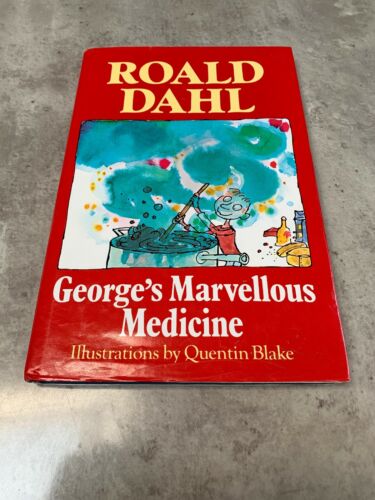 ROALD
DAHL
George's Marvellous
Medicine
Illustrations by Quentin Blake